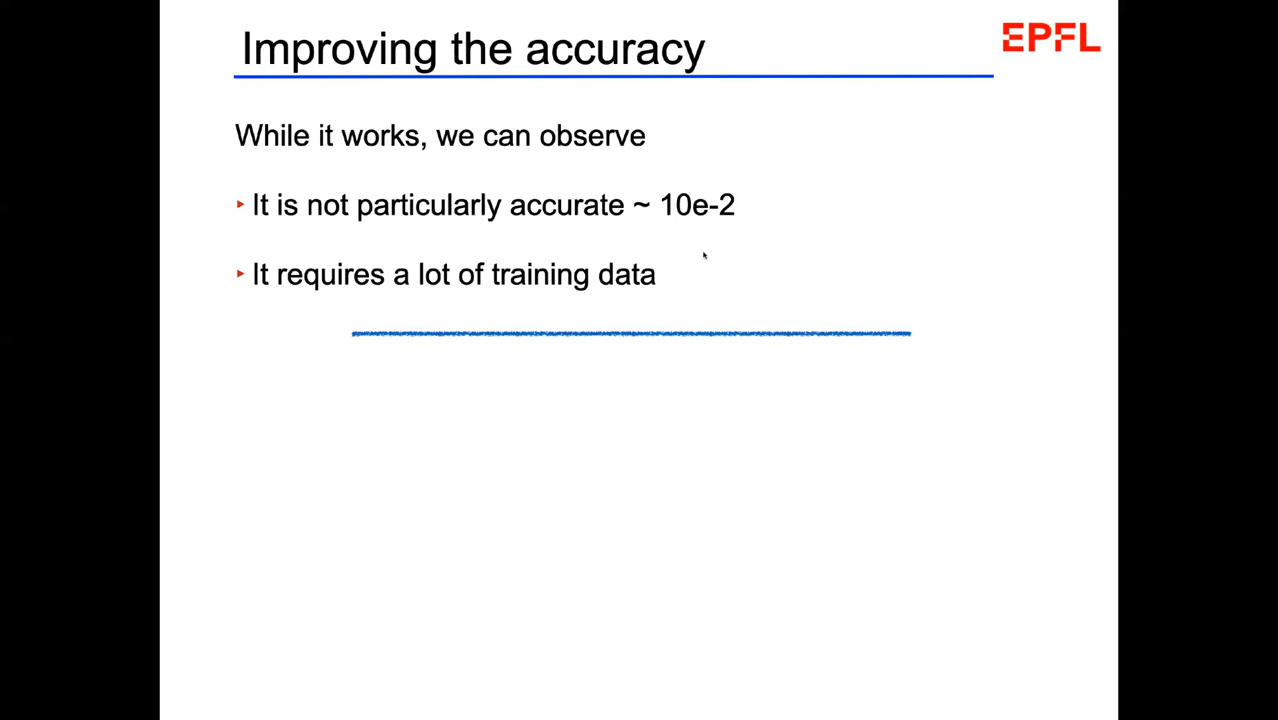 Improving the accuracy
EPFL
While it works, we can observe
‣ It is not particularly accurate ~ 10e-2
‣ It requires a lot of training data